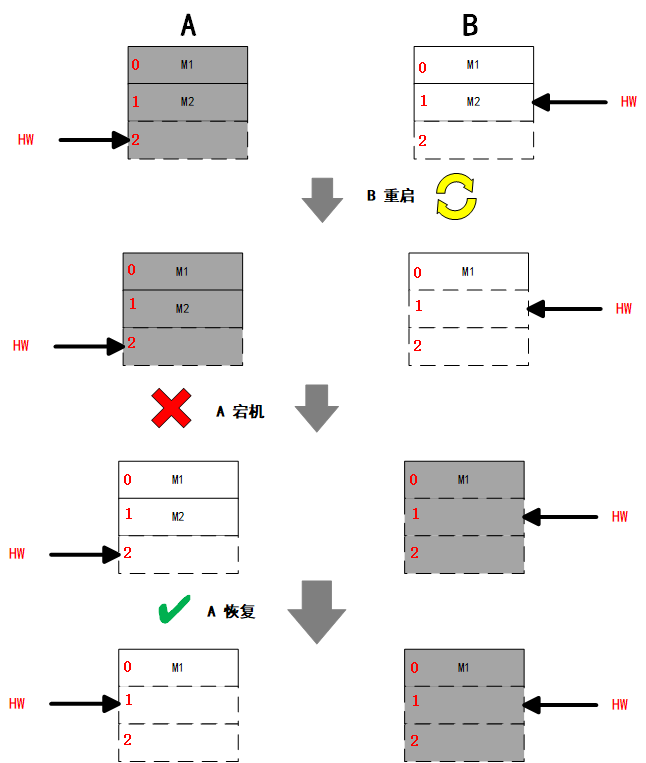 A B
0 M1 0 M1
1 M2 1 M2 HW
HW 2 2
B 重启
0 M1 0 M1
1 M2 1 HW
HW 2 2
A 宕机
0 M1 0 M1
1 M2 1 HW
HW 2 2
A 恢复
0 M1 0 M1
HW 1 1 HW
2 2